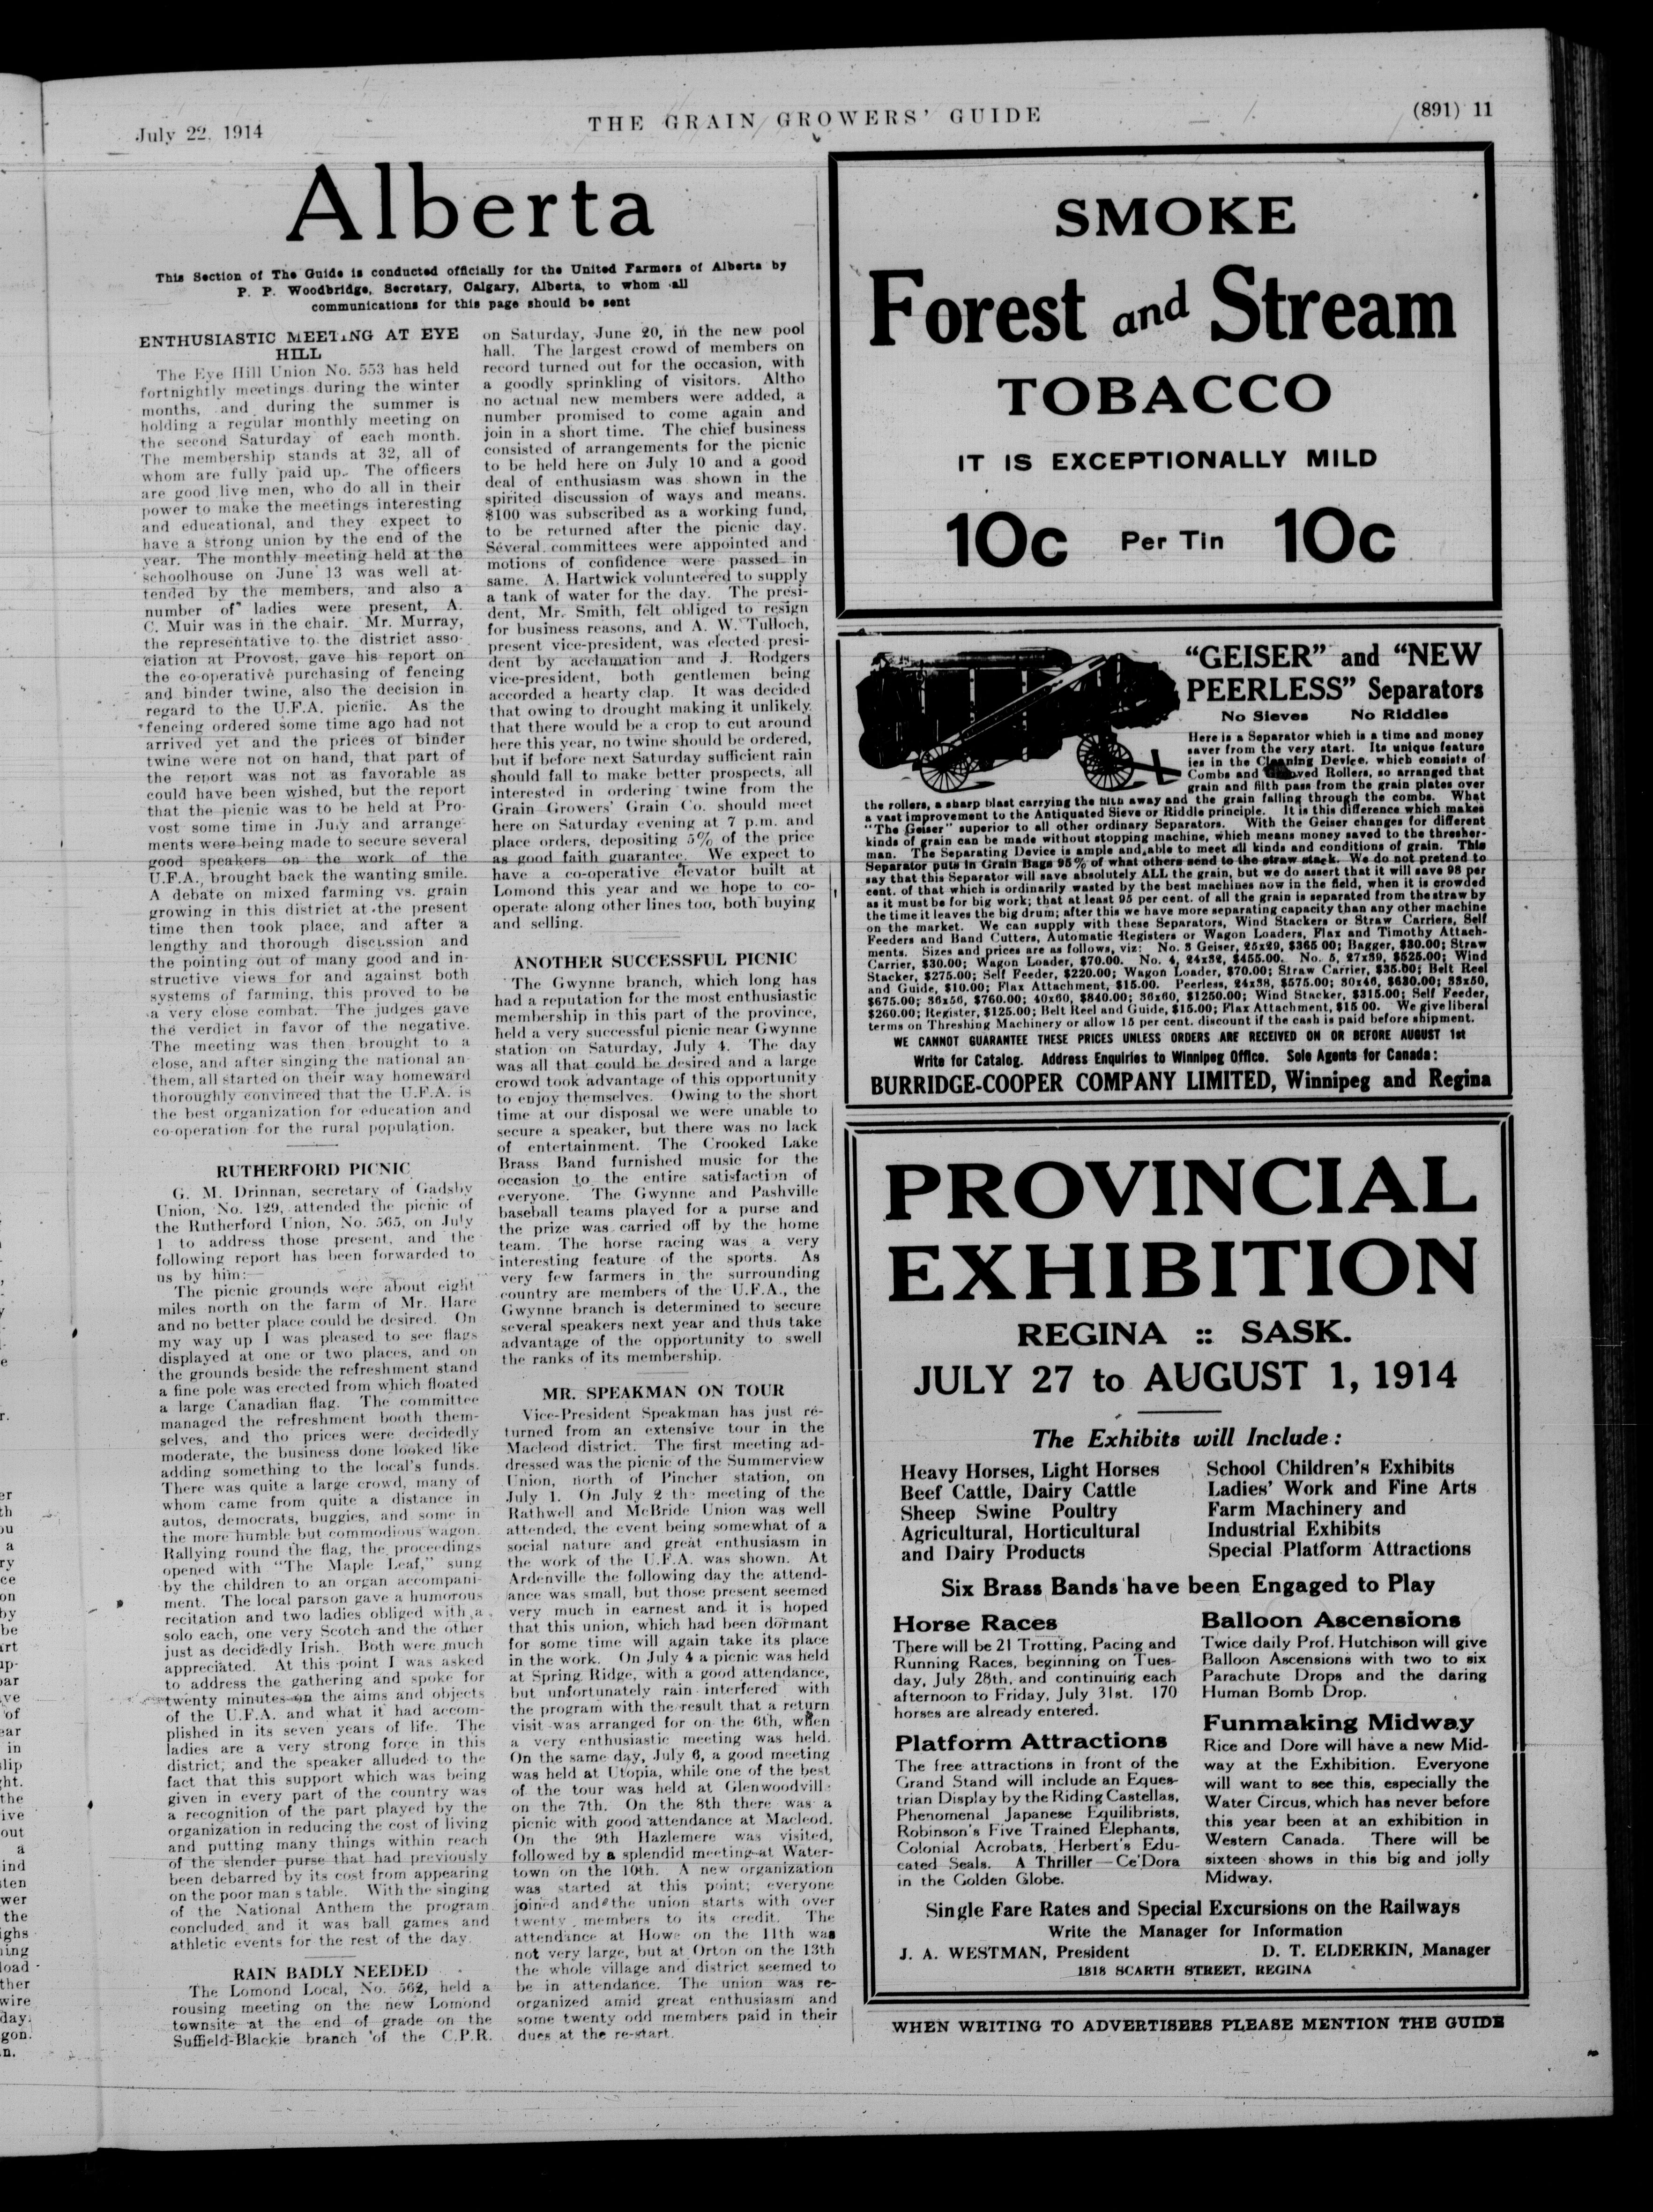 July 22, 1914
THE GRAIN GROWERS' GUIDE
(891) 11
Alberta
This Section of The Guide is conducted officially for the United Farmers of Alberta by
P. P. Woodbridge, Secretary, Calgary, Alberta, to whom all
communications for this page should be sent
ENTHUSIASTIC MEETING AT EYE
HILL
The Eye Hill Union No. 553 has held
fortnightly meetings during the winter
months, and during the summer is
holding a regular monthly meeting on
the second Saturday of each month.
The membership stands at 32, all of
whom are fully paid up. The officers
are good live men, who do all in their
power to make the meetings interesting
and educational, and they expect to
have a strong union by the end of the
year. The monthly meeting held at the
schoolhouse on June 13 was well at-
tended by the members, and also a
number of ladies were present, A.
C. Muir was in the chair. Mr. Murray,
the representative to the district asso-
ciation at Provost, gave his report on
the co-operative purchasing of fencing
and binder twine, also the decision in
regard to the U.F.A. picnic. As the
fencing ordered some time ago had not
arrived yet and the prices of binder
twine were not on hand, that part of
the report was not as favorable as
could have been wished, but the report
that the picnic was to be held at Pro-
vost some time in July and arrange-
ments were being made to secure several
good speakers on the work of the
U.F.A., brought back the wanting smile.
A debate on mixed farming vs. grain
growing in this district at the present
time then took place, and after a
lengthy and thorough discussion and
the pointing out of many good and in-
structive views for and against both
systems of farming, this proved to be
a very close combat. The judges gave
the verdict in favor of the negative.
The meeting was then brought to a
close, and after singing the national an-
them, all started on their way homeward
thoroughly convinced that the U.F.A. is
the best organization for education and
co-operation for the rural population.
RUTHERFORD PICNIC
G. M. Drinnan, secretary of Gadsby
Union, No. 129, attended the picnic of
the Rutherford Union, No. 565, on July
1 to address those present, and the
following report has been forwarded to
us by him:—
The picnic grounds were about eight
miles north on the farm of Mr. Hare
and no better place could be desired. On
my way up I was pleased to see flags
displayed at one or two places, and on
the grounds beside the refreshment stand
a fine pole was erected from which floated
a large Canadian flag. The committee
managed the refreshment booth them-
selves, and tho prices were decidedly
moderate, the business done looked like
adding something to the local's funds.
There was quite a large crowd, many of
whom came from quite a distance in
autos, democrats, buggies, and some in
the more humble but commodious wagon.
Rallying round the flag, the proceedings
opened with "The Maple Leaf," sung
by the children to an organ accompani-
ment. The local parson gave a humorous
recitation and two ladies obliged with a
solo each, one very Scotch and the other
just as decidedly Irish. Both were much
appreciated. At this point I was asked
to address the gathering and spoke for
twenty minutes on the aims and objects
of the U.F.A. and what it had accom-
plished in its seven years of life. The
ladies are a very strong force in this
district, and the speaker alluded to the
fact that this support which was being
given in every part of the country was
a recognition of the part played by the
organization in reducing the cost of living
and putting many things within reach
of the slender purse that had previously
been debarred by its cost from appearing
on the poor man s table. With the singing
of the National Anthem the program
concluded and it was ball games and
athletic events for the rest of the day.
RAIN BADLY NEEDED
The Lomond Local, No. 562, held a
rousing meeting on the new Lomond
townsite at the end of grade on the
Suffield-Blackie branch of the C.P.R.
on Saturday, June 20, in the new pool
hall. The largest crowd of members on
record turned out for the occasion, with
a goodly sprinkling of visitors. Altho
no actual new members were added, a
number promised to come again and
join in a short time. The chief business
consisted of arrangements for the picnic
to be held here on July 10 and a good
deal of enthusiasm was shown in the
spirited discussion of ways and means.
$100 was subscribed as a working fund,
to be returned after the picnic day.
Several committees were appointed and
motions of confidence were passed in
same. A. Hartwick volunteered to supply
a tank of water for the day. The presi-
dent, Mr. Smith, felt obliged to resign
for business reasons, and A. W. Tulloch,
present vice-president, was elected presi-
dent by acclamation and J. Rodgers
vice-president, both gentlemen being
accorded a hearty clap. It was decided
that owing to drought making it unlikely
that there would be a crop to cut around
here this year, no twine should be ordered,
but if before next Saturday sufficient rain
should fall to make better prospects, all
interested in ordering twine from the
Grain Growers' Grain Co. should meet
here on Saturday evening at 7 p.m. and
place orders, depositing 5% of the price
as good faith guarantee. We expect to
have a co-operative elevator built at
Lomond this year and we hope to co-
operate along other lines too, both buying
and selling.
ANOTHER SUCCESSFUL PICNIC
The Gwynne branch, which long has
had a reputation for the most enthusiastic
membership in this part of the province,
held a very successful picnic near Gwynne
station on Saturday, July 4. The day
was all that could be desired and a large
crowd took advantage of this opportunity
to enjoy themselves. Owing to the short
time at our disposal we were unable to
secure a speaker, but there was no lack
of entertainment. The Crooked Lake
Brass Band furnished music for the
occasion to the entire satisfaction of
everyone. The Gwynne and Pashville
baseball teams played for a purse and
the prize was carried off by the home
team. The horse racing was a very
interesting feature of the sports. As
very few farmers in the surrounding
country are members of the U.F.A., the
Gwynne branch is determined to secure
several speakers next year and thus take
advantage of the opportunity to swell
the ranks of its membership.
MR. SPEAKMAN ON TOUR
Vice-President Speakman has just re-
turned from an extensive tour in the
Macleod district. The first meeting ad-
dressed was the picnic of the Summerview
Union, north of Pincher station, on
July 1. On July 2 the meeting of the
Rathwell and McBride Union was well
attended, the event being somewhat of a
social nature and great enthusiasm in
the work of the U.F.A. was shown. At
Ardenville the following day the attend-
ance was small, but those present seemed
very much in earnest and it is hoped
that this union, which had been dormant
for some time will again take its place
in the work. On July 4 a picnic was held
at Spring Ridge, with a good attendance,
but unfortunately rain interfered with
the program with the result that a return
visit was arranged for on the 6th, when
a very enthusiastic meeting was held.
On the same day, July 6, a good meeting
was held at Utopia, while one of the best
of the tour was held at Glenwoodville
on the 7th. On the 8th there was a
picnic with good attendance at Macleod.
On the 9th Hazlemere was visited,
followed by a splendid meeting at Water-
town on the 10th. A new organization
was started at this point; everyone
joined and the union starts with over
twenty members to its credit. The
attendance at Howe on the 11th was
not very large, but at Orton on the 13th
the whole village and district seemed to
be in attendance. The union was re-
organized amid great enthusiasm and
some twenty odd members paid in their
dues at the re-start.
SMOKE
Forest and Stream
TOBACCO
IT IS EXCEPTIONALLY MILD
10c Per Tin 10c
"GEISER" and "NEW
PEERLESS" Separators
No Sieves No Riddles
Here is a Separator which is a time and money
saver from the very start. Its unique feature
ies in the Cleaning Device, which consists of
Combs and Rollers, so arranged that
grain and filth pass from the grain plates over
the rollers, a sharp blast carrying the filth away and the grain falling through the combs. What
a vast improvement to the Antiquated Sieve or Riddle principle. It is this difference which makes
"The Geiser" superior to all other ordinary Separators. With the Geiser changes for different
kinds of grain can be made without stopping machine, which means money saved to the thresher-
man. The Separating Device is ample and able to meet all kinds and conditions of grain. This
Separator puts in Grain Bags 95% of what others send to the straw stack. We do not pretend to
say that this Separator will save absolutely ALL the grain, but we do assert that it will save 98 per
cent. of that which is ordinarily wasted by the best machines now in the field, when it is crowded
as it must be for big work; that at least 95 per cent. of all the grain is separated from the straw by
the time it leaves the big drum; after this we have more separating capacity than any other machine
on the market. We can supply with these Separators, Wind Stackers or Straw Carriers, Self
Feeders and Band Cutters, Automatic Registers or Wagon Loaders, Flax and Timothy Attach-
ments. Sizes and prices are as follows, viz: No. 3 Geiser, 25x29, $365 00; Bagger, $30.00; Straw
Carrier, $30.00; Wagon Loader, $70.00. No. 4, 24x32, $455.00. No. 5, 27x39, $525.00; Wind
Stacker, $275.00; Self Feeder, $220.00; Wagon Loader, $70.00; Straw Carrier, $35.00; Belt Reel
and Guide, $10.00; Flax Attachment, $15.00. Peerless, 24x38, $575.00; 30x46, $630.00; 33x50,
$675.00; 36x56, $760.00; 40x60, $840.00; 36x60, $1250.00; Wind Stacker, $315.00; Self Feeder,
$260.00; Register, $125.00; Belt Reel and Guide, $15.00; Flax Attachment, $15 00. We give liberal
terms on Threshing Machinery or allow 15 per cent. discount if the cash is paid before shipment.
WE CANNOT GUARANTEE THESE PRICES UNLESS ORDERS ARE RECEIVED ON OR BEFORE AUGUST 1st
Write for Catalog. Address Enquiries to Winnipeg Office. Sole Agents for Canada:
BURRIDGE-COOPER COMPANY LIMITED, Winnipeg and Regina
PROVINCIAL
EXHIBITION
REGINA :: SASK.
JULY 27 to AUGUST 1, 1914
The Exhibits will Include:
Heavy Horses, Light Horses
Beef Cattle, Dairy Cattle
Sheep Swine Poultry
Agricultural, Horticultural
and Dairy Products
School Children's Exhibits
Ladies' Work and Fine Arts
Farm Machinery and
Industrial Exhibits
Special Platform Attractions
Six Brass Bands have been Engaged to Play
Horse Races
There will be 21 Trotting, Pacing and
Running Races, beginning on Tues-
day, July 28th, and continuing each
afternoon to Friday, July 31st. 170
horses are already entered.
Platform Attractions
The free attractions in front of the
Grand Stand will include an Eques-
trian Display by the Riding Castellas,
Phenomenal Japanese Equilibrists,
Robinson's Five Trained Elephants,
Colonial Acrobats, Herbert's Edu-
cated Seals. A Thriller—Ce'Dora
in the Golden Globe.
Balloon Ascensions
Twice daily Prof. Hutchison will give
Balloon Ascensions with two to six
Parachute Drops and the daring
Human Bomb Drop.
Funmaking Midway
Rice and Dore will have a new Mid-
way at the Exhibition. Everyone
will want to see this, especially the
Water Circus, which has never before
this year been at an exhibition in
Western Canada. There will be
sixteen shows in this big and jolly
Midway.
Single Fare Rates and Special Excursions on the Railways
Write the Manager for Information
J. A. WESTMAN, President
D. T. ELDERKIN, Manager
1818 SCARTH STREET, REGINA
WHEN WRITING TO ADVERTISERS PLEASE MENTION THE GUIDE